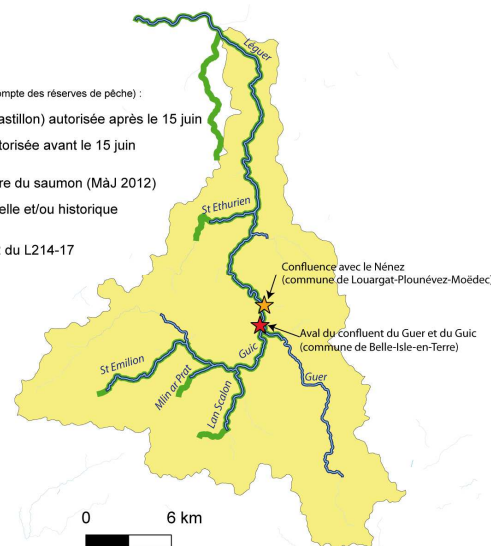 Léguer
ompte des réserves de pêche) :
astillon) autorisée après le 15 juin
torisée avant le 15 juin
re du saumon (MàJ 2012)
elle et/ou historique
St Ethurien
t du L214-17
Confluence avec le Nénez
(commune de Louargat-Plounévez-Moëdec)
Aval du confluent du Guer et du Guic
(commune de Belle-Isle-en-Terre)
Guic
St Emilion
Mlin ar Prat
Guer
Lan Scalon
0 6 km